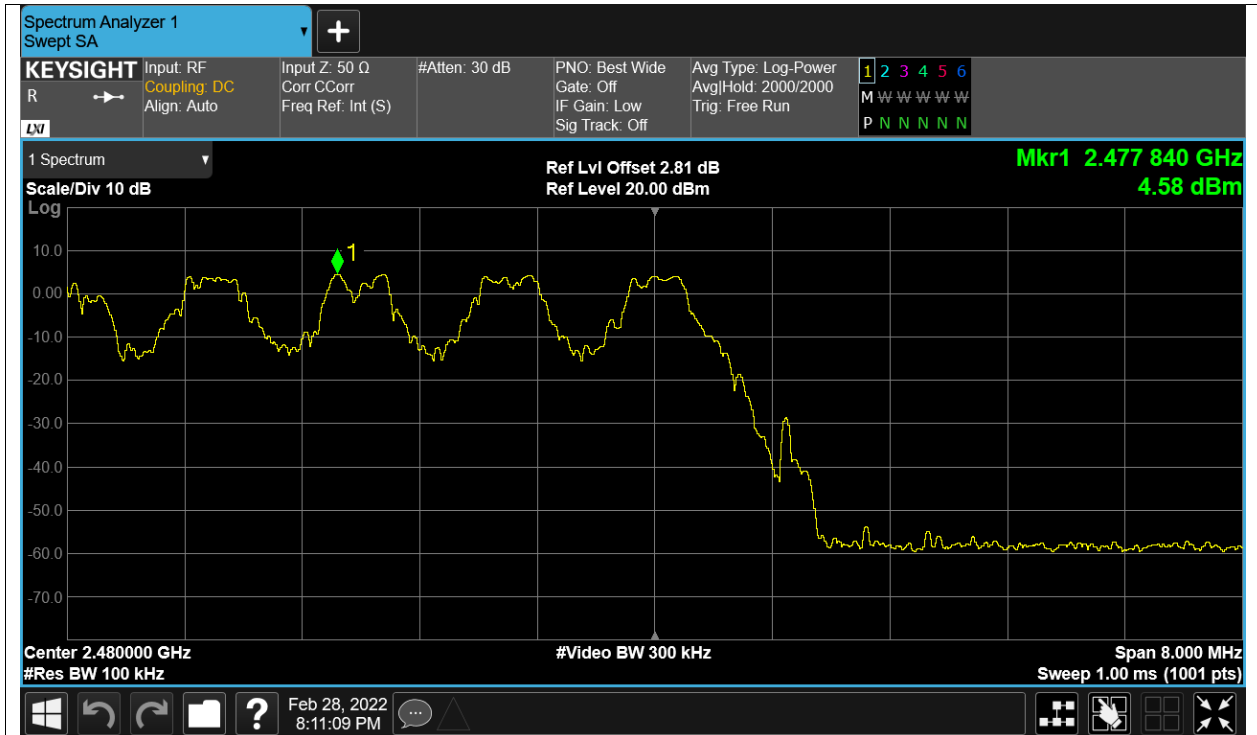 Spectrum Analyzer 1
Swept SA
+
KEYSIGHT
R
LXI
Input: RF
Coupling: DC
Align: Auto
Input Z: 50 Ω
Corr CCorr
Freq Ref: Int (S)
#Atten: 30 dB
PNO: Best Wide
Gate: Off
IF Gain: Low
Sig Track: Off
Avg Type: Log-Power
Avg|Hold: 2000/2000
Trig: Free Run
1 2 3 4 5 6
M W W W W W
P N N N N N
1 Spectrum
Scale/Div 10 dB
Log
Ref Lvl Offset 2.81 dB
Ref Level 20.00 dBm
Mkr1 2.477 840 GHz
4.58 dBm
1
10.0
0.00
-10.0
-20.0
-30.0
-40.0
-50.0
-60.0
-70.0
Center 2.480000 GHz
#Res BW 100 kHz
#Video BW 300 kHz
Span 8.000 MHz
Sweep 1.00 ms (1001 pts)
?
Feb 28, 2022
8:11:09 PM